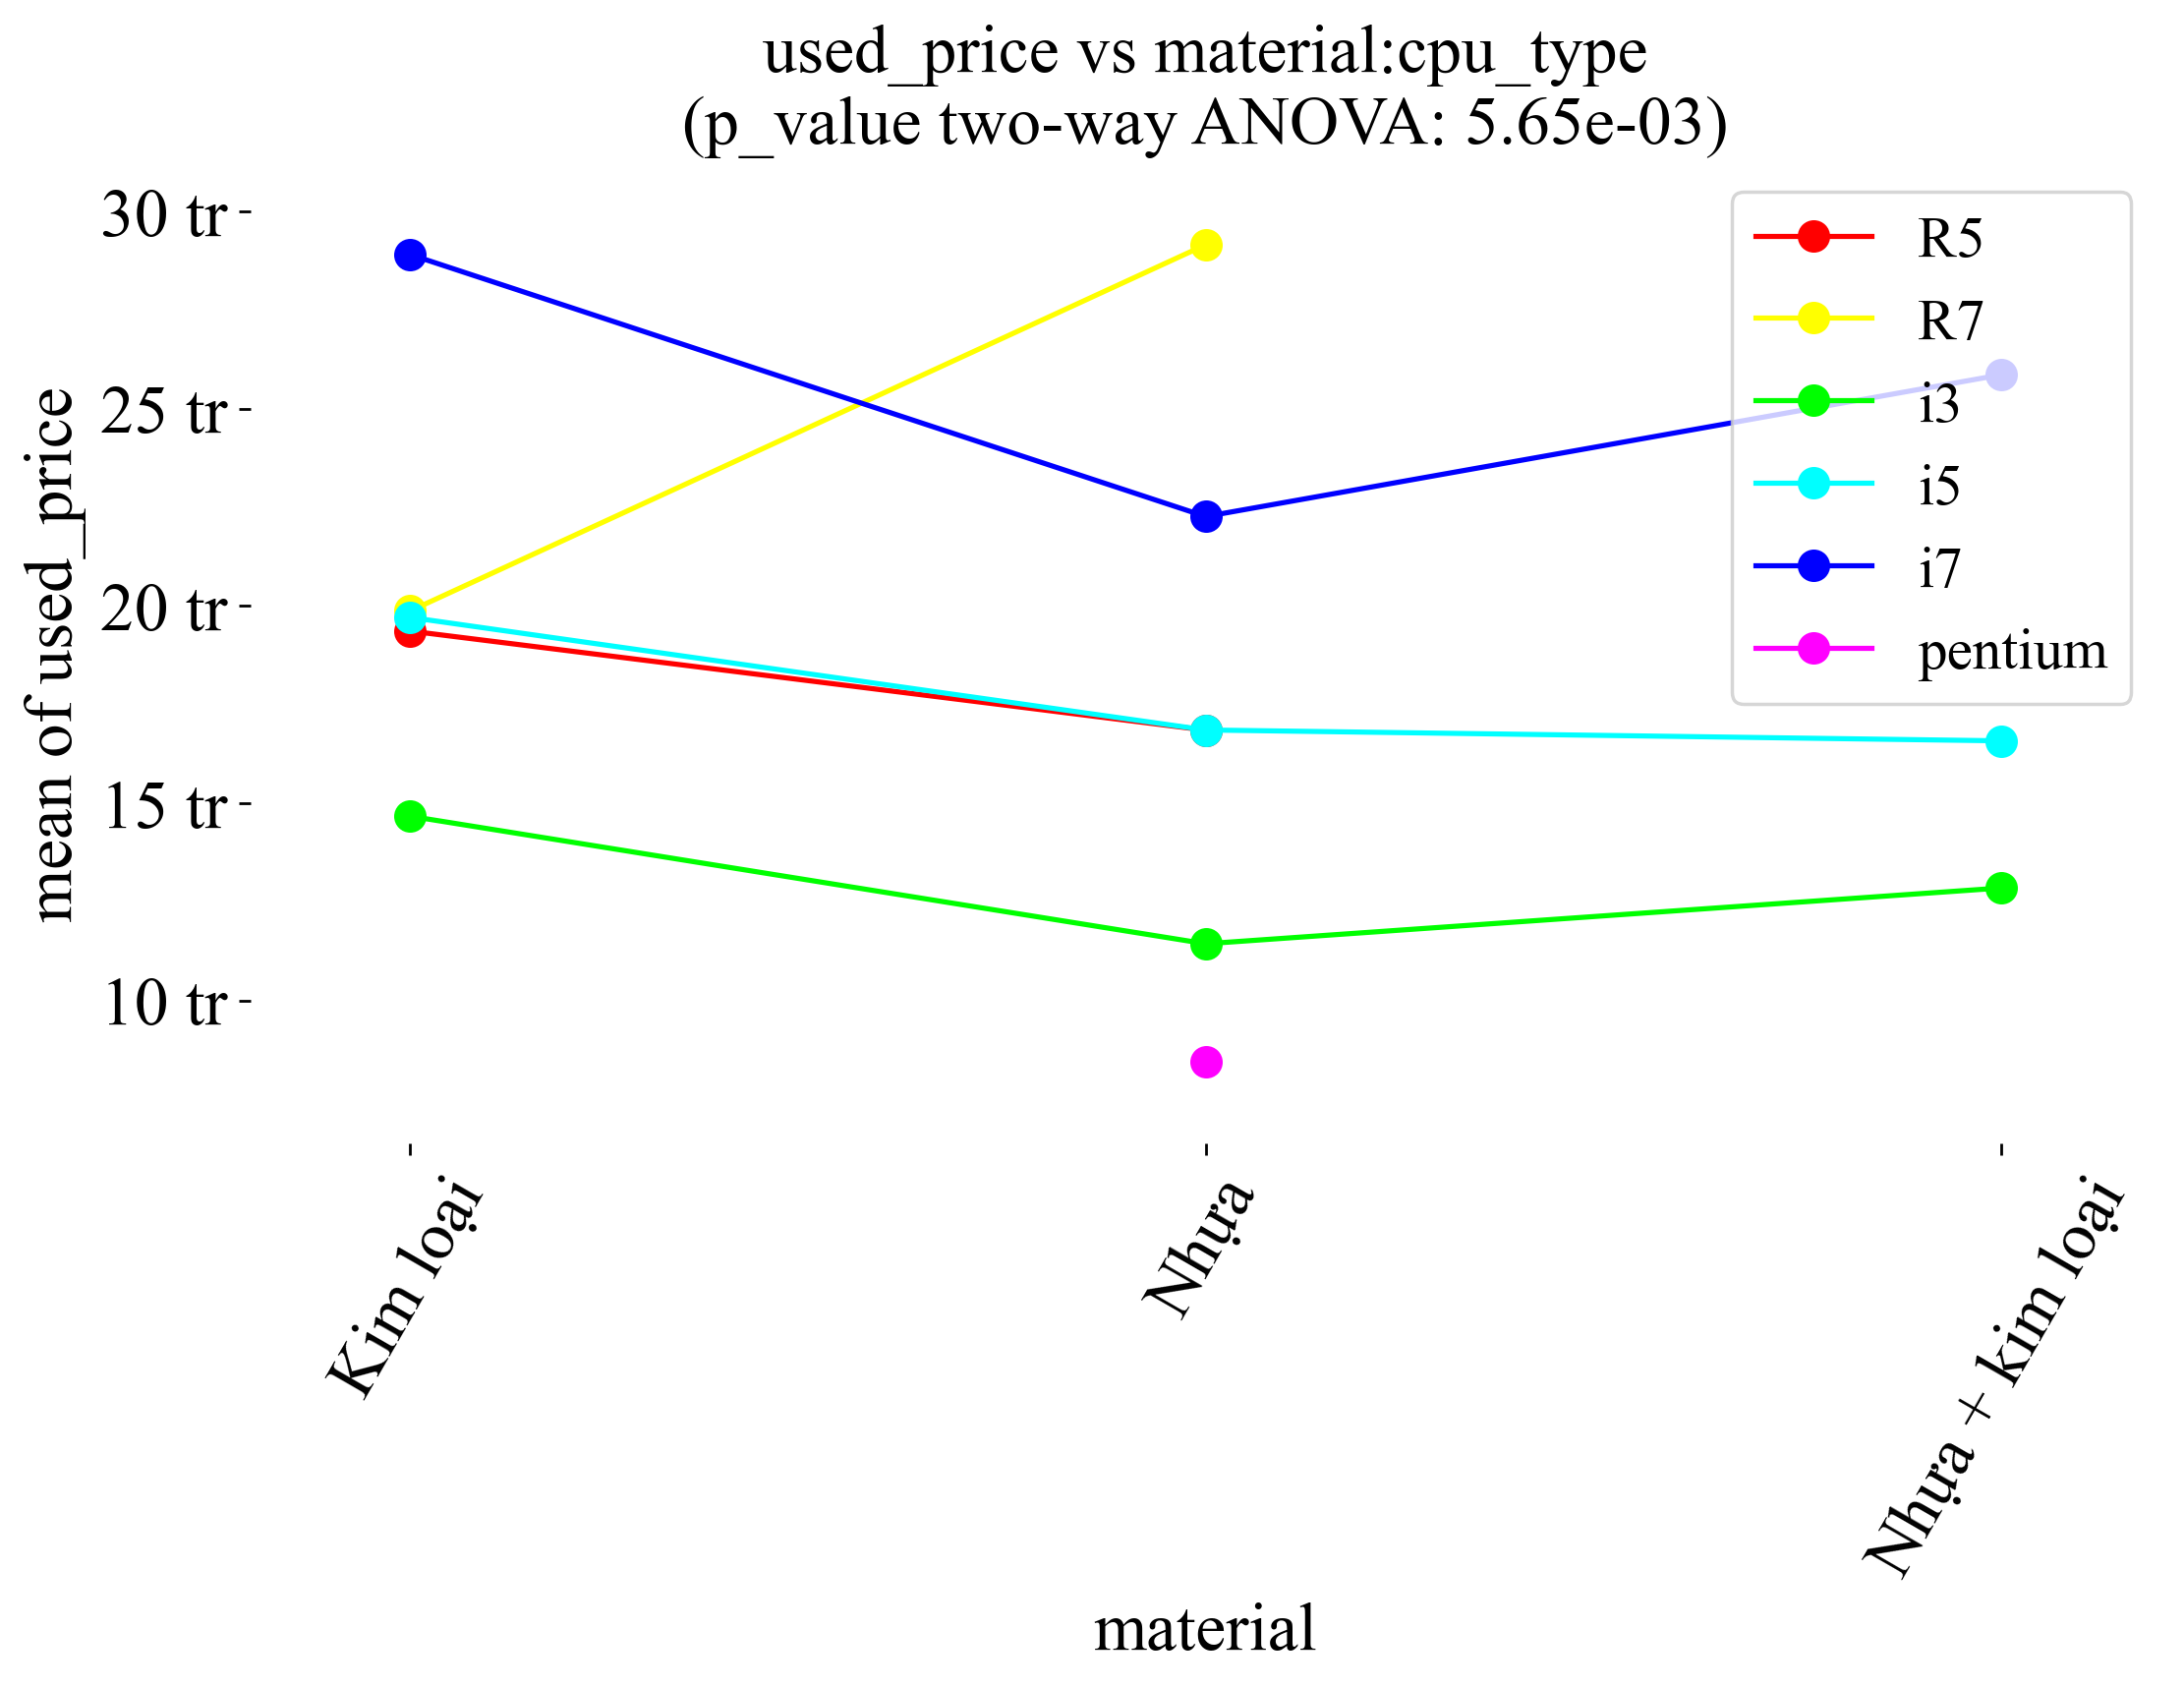 used_price vs material:cpu_type
(p_value two-way ANOVA: 5.65e-03)
mean of used_price
30 tr
25 tr
20 tr
15 tr
10 tr
R5
R7
i3
i5
i7
pentium
Kim loại
Nhựa
Nhựa + kim loại
material